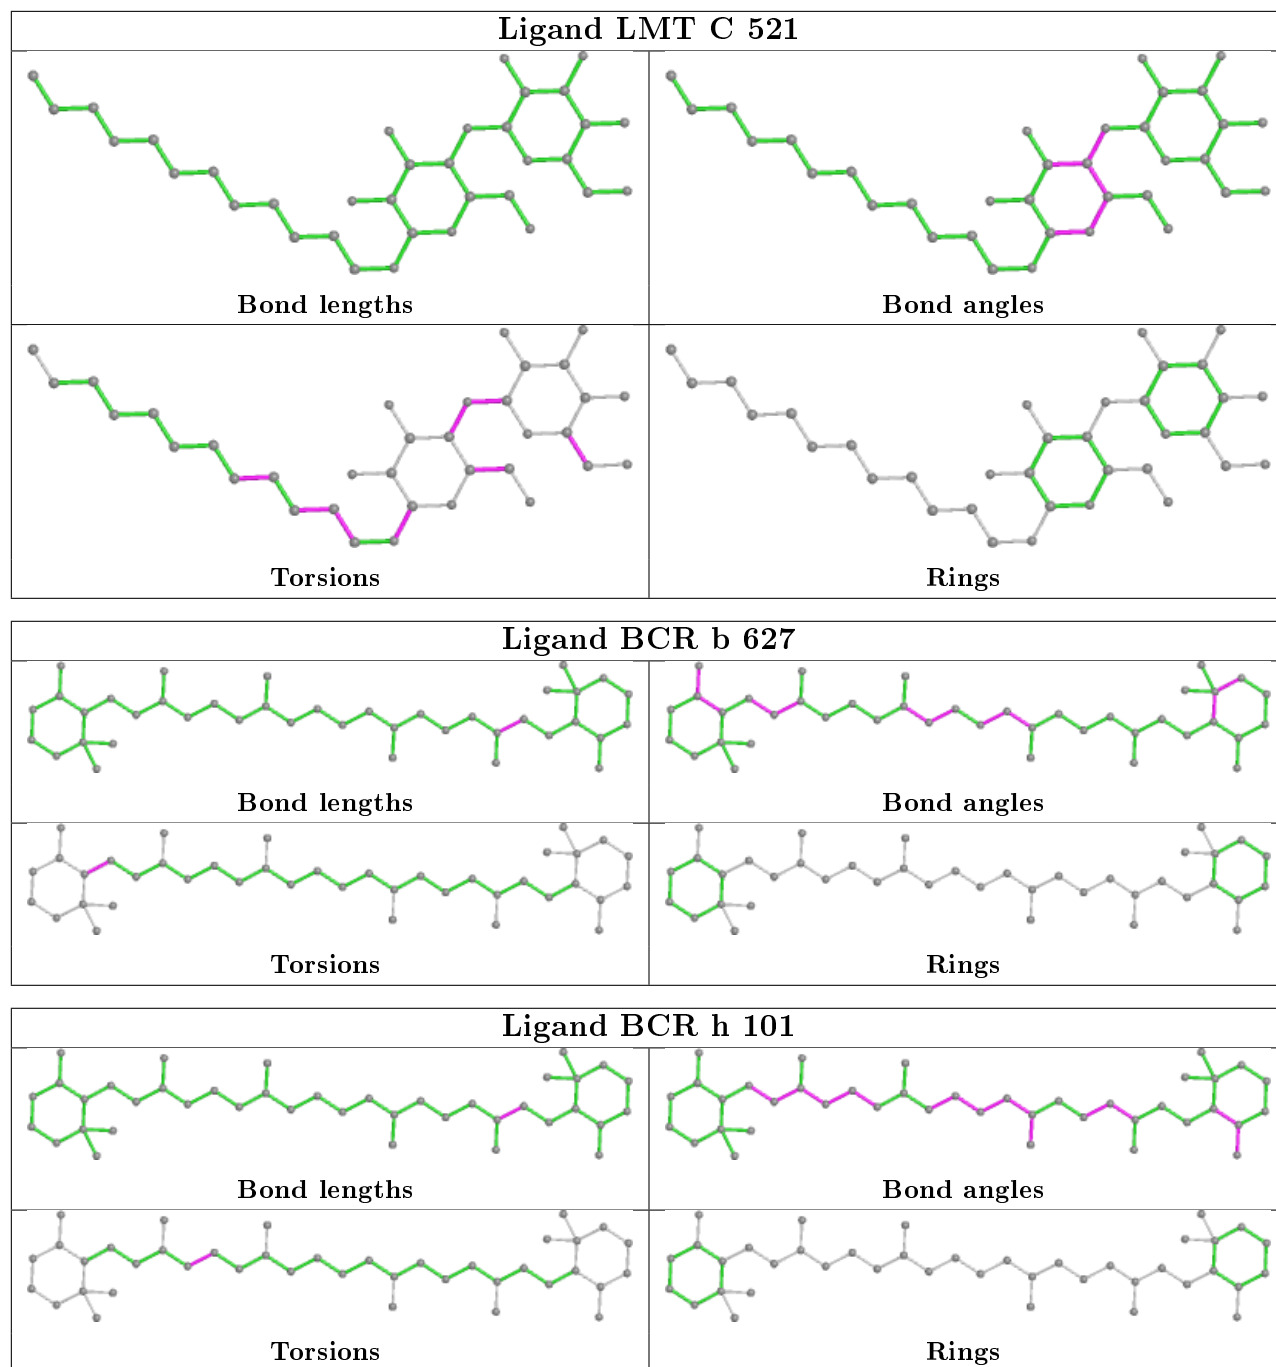 Ligand LMT C 521
Bond lengths
Bond angles
Torsions
Rings
Ligand BCR b 627
Bond lengths
Bond angles
Torsions
Rings
Ligand BCR h 101
Bond lengths
Bond angles
Torsions
Rings